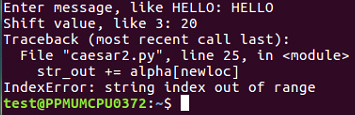 Enter message, like HELLO: HELLO
Shift value, like 3: 20
Traceback (most recent call last):
  File "caesar2.py", line 25, in <module>
    str_out += alpha[newloc]
IndexError: string index out of range
test@PPMUMCPU0372:~$